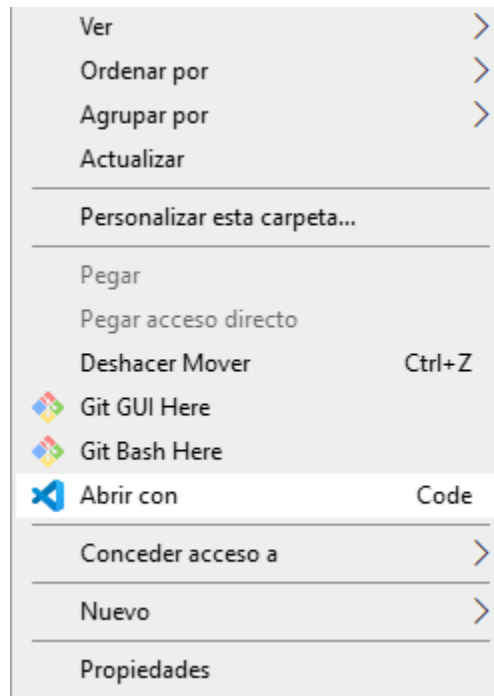 Ver
Ordenar por
Agrupar por
Actualizar
Personalizar esta carpeta...
Pegar
Pegar acceso directo
Deshacer Mover Ctrl+Z
Git GUI Here
Git Bash Here
Abrir con Code
Conceder acceso a
Nuevo
Propiedades